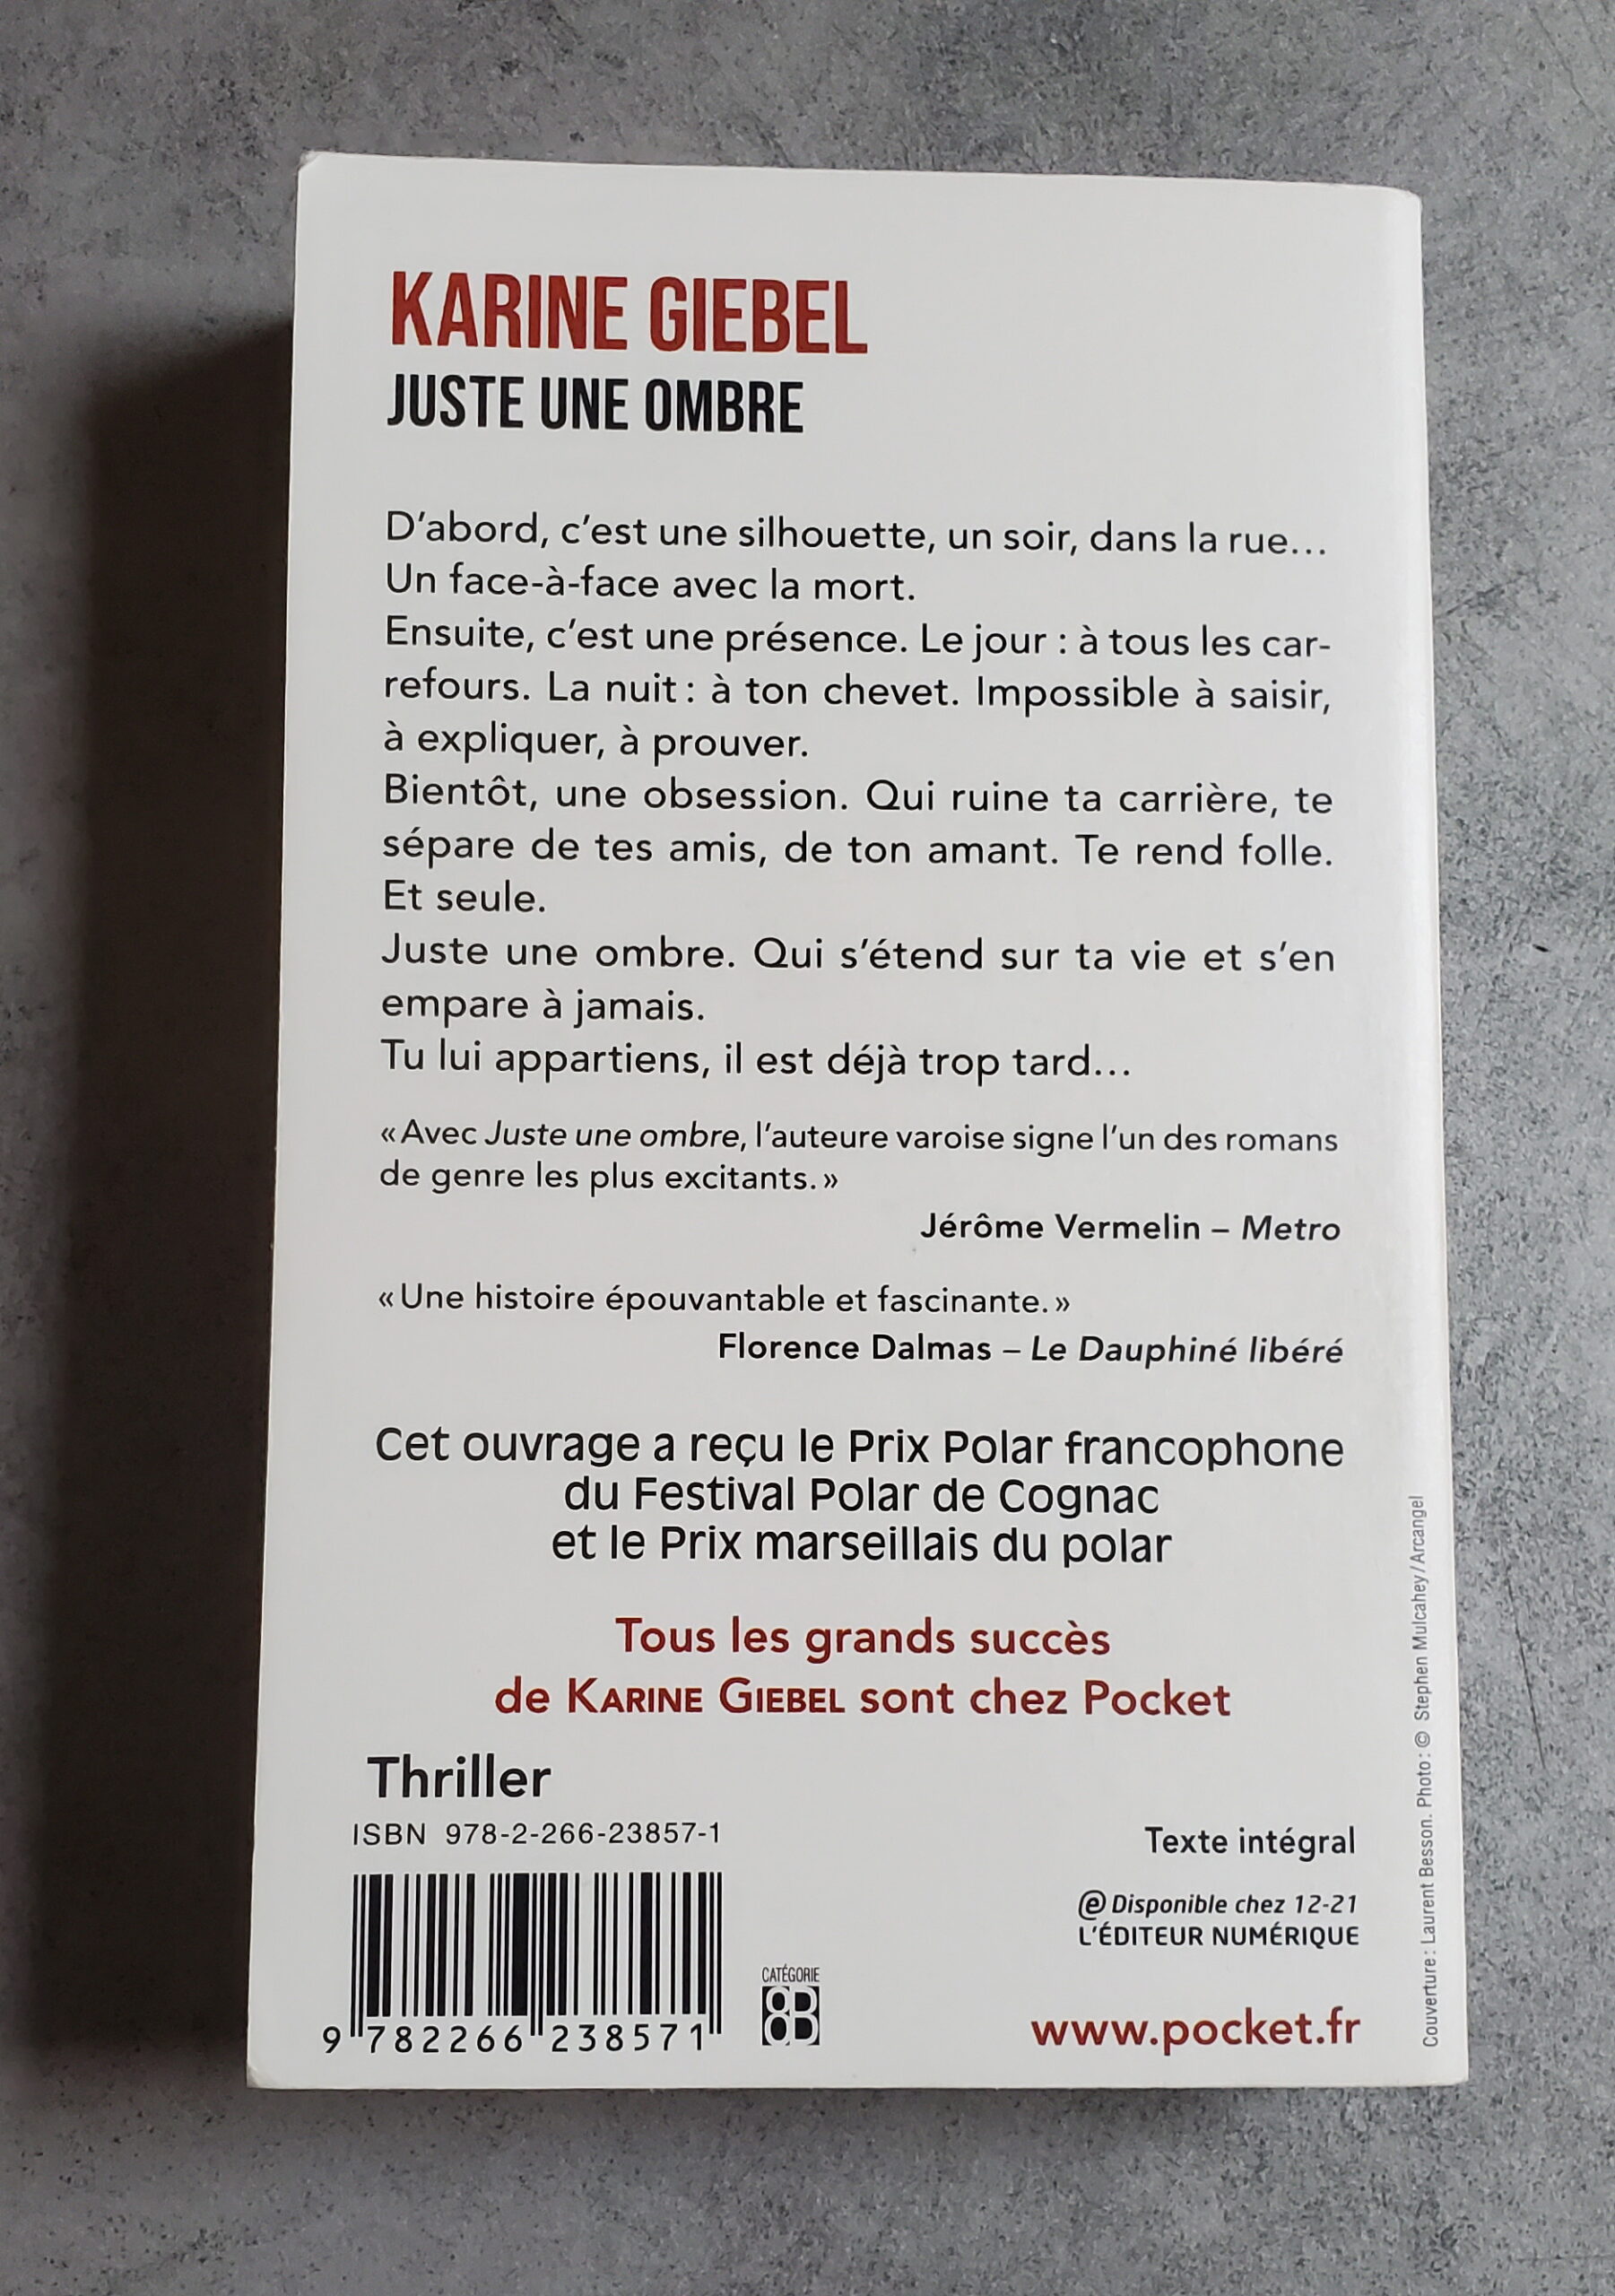 KARINE GIEBEL
JUSTE UNE OMBRE
D’abord, c’est une silhouette, un soir, dans la rue…
Un face-à-face avec la mort.
Ensuite, c’est une présence. Le jour : à tous les car-
refours. La nuit : à ton chevet. Impossible à saisir,
à expliquer, à prouver.
Bientôt, une obsession. Qui ruine ta carrière, te
sépare de tes amis, de ton amant. Te rend folle.
Et seule.
Juste une ombre. Qui s’étend sur ta vie et s’en
empare à jamais.
Tu lui appartiens, il est déjà trop tard…
« Avec Juste une ombre, l’auteure varoise signe l’un des romans
de genre les plus excitants. »
Jérôme Vermelin – Metro
« Une histoire épouvantable et fascinante. »
Florence Dalmas – Le Dauphiné libéré
Cet ouvrage a reçu le Prix Polar francophone
du Festival Polar de Cognac
et le Prix marseillais du polar
Tous les grands succès
de KARINE GIEBEL sont chez Pocket
Thriller
ISBN 978-2-266-23857-1
9 782266 238571
CATÉGORIE
Texte intégral
@ Disponible chez 12-21
L’ÉDITEUR NUMÉRIQUE
www.pocket.fr
Couverture : Laurent Besson. Photo : © Stephen Mulcahey / Arcangel